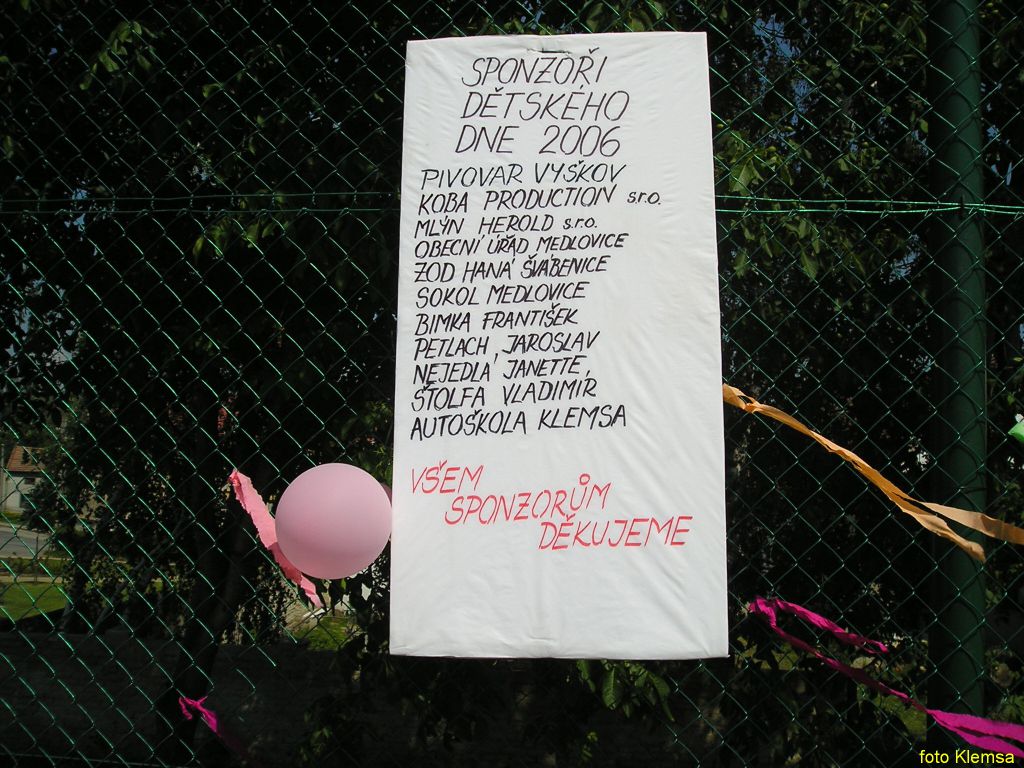 SPONZOŘI
DĚTSKÉHO
DNE 2006
PIVOVAR VYŠKOV
KOBA PRODUCTION s.r.o.
MLÝN HEROLD s.r.o.
OBECNÍ ÚŘAD MEDLOVICE
ZOD HANÁ ŠVÁBENICE
SOKOL MEDLOVICE
BIMKA FRANTIŠEK
PETLACH JAROSLAV
NEJEDLÁ JANETTE
ŠTOLFA VLADIMÍR
AUTOŠKOLA KLEMSA
VŠEM
SPONZORŮM
DĚKUJEME
foto Klemsa